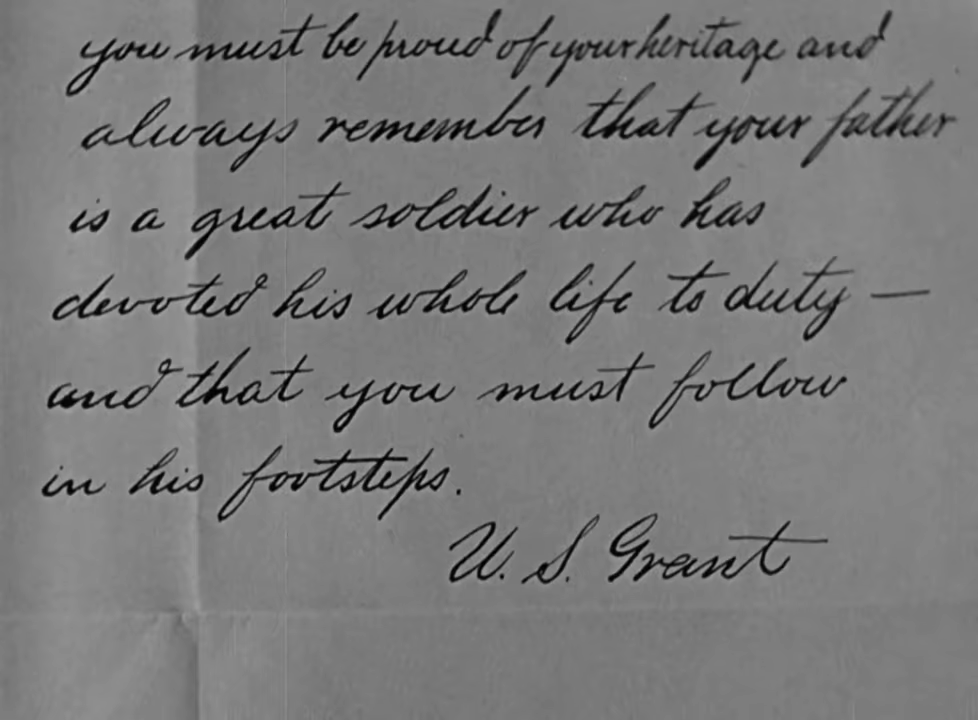 you must be proud of your heritage and
always remember that your father
is a great soldier who has
devoted his whole life to duty —
and that you must follow
in his footsteps.
U. S. Grant